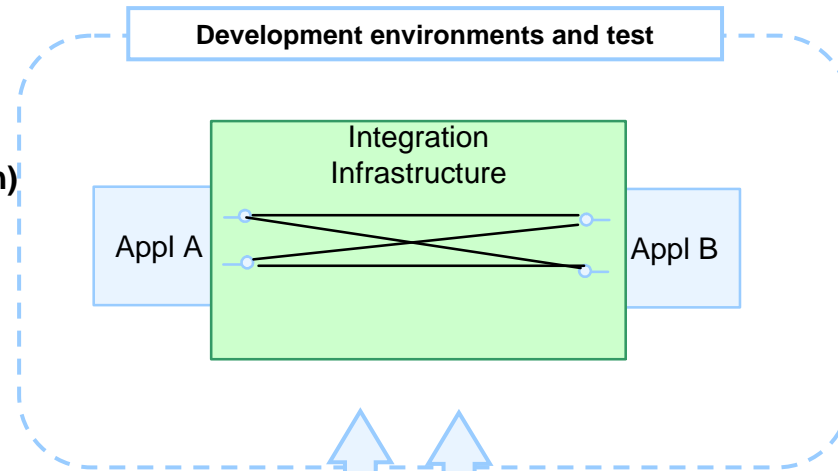 Development environments and test
Integration
Infrastructure
n)
Appl A
Appl B